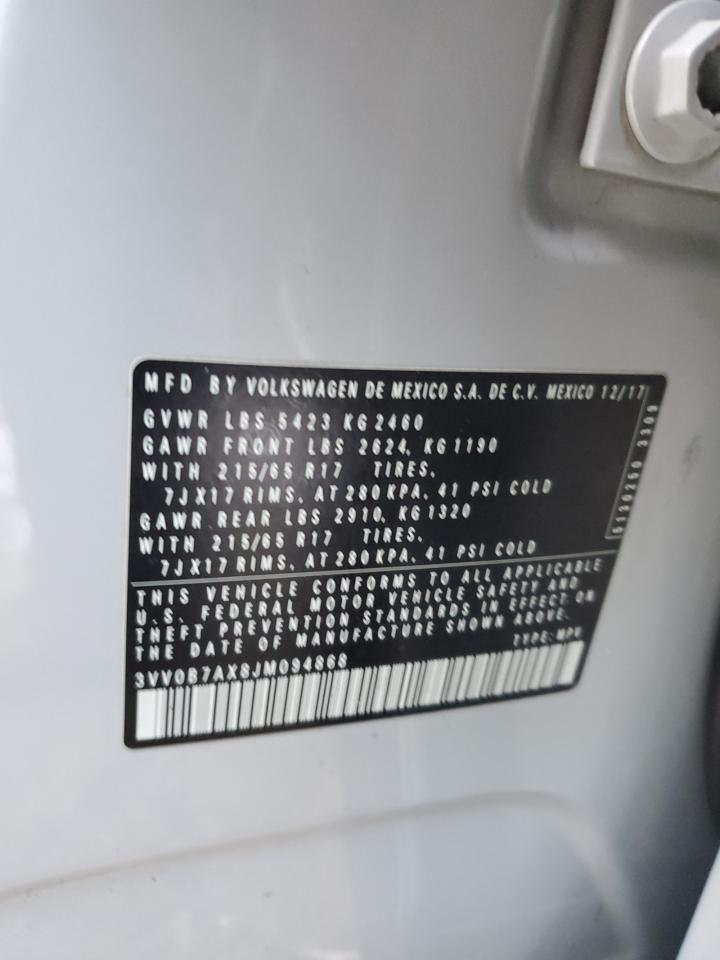 MFD BY VOLKSWAGEN DE MEXICO S.A. DE C.V. MEXICO 12/17
GVWR LBS 5423 KG 2460
GAWR FRONT LBS 2624, KG 1190
WITH 215/65 R17 TIRES,
7JX17 RIMS, AT 280 KPA, 41 PSI COLD
GAWR REAR LBS 2910, KG 1320
WITH 215/65 R17 TIRES,
7JX17 RIMS, AT 280 KPA, 41 PSI COLD
THIS VEHICLE CONFORMS TO ALL APPLICABLE
U.S. FEDERAL MOTOR VEHICLE SAFETY AND
THEFT PREVENTION STANDARDS IN EFFECT ON
THE DATE OF MANUFACTURE SHOWN ABOVE.
TYPE: MPV
3VV0B7AX8JM094868